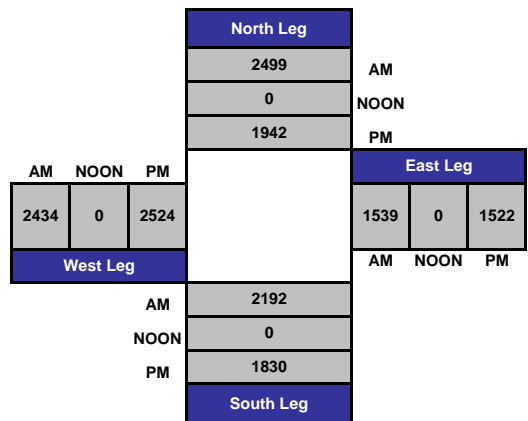 North Leg
2499 AM
0 NOON
1942 PM
AM NOON PM
East Leg
2434 0 2524
1539 0 1522
West Leg
AM NOON PM
AM 2192
NOON 0
PM 1830
South Leg